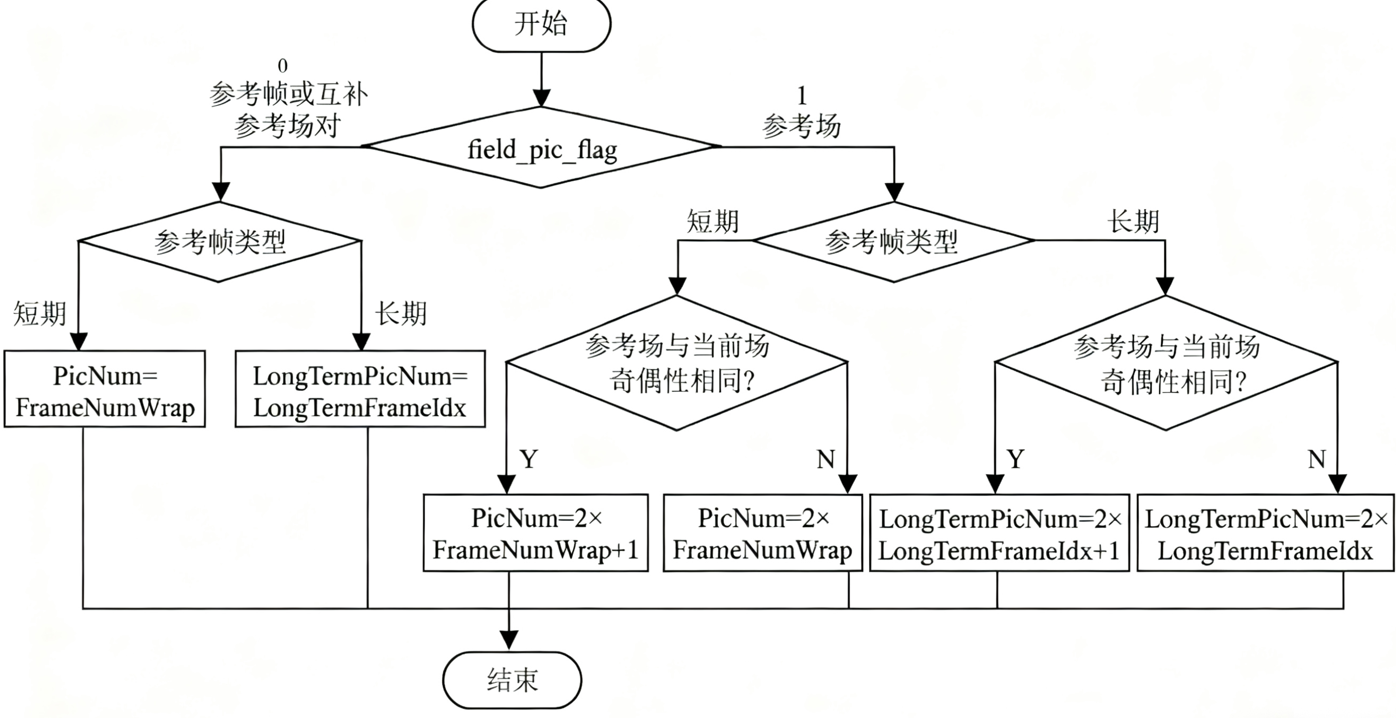 开始
0
参考帧或互补
参考场对
1
参考场
field_pic_flag
参考帧类型
短期
长期
参考帧类型
短期
长期
PicNum=
FrameNumWrap
LongTermPicNum=
LongTermFrameIdx
参考场与当前场
奇偶性相同?
Y
N
参考场与当前场
奇偶性相同?
Y
N
PicNum=2×
FrameNumWrap+1
PicNum=2×
FrameNumWrap
LongTermPicNum=2×
LongTermFrameIdx+1
LongTermPicNum=2×
LongTermFrameIdx
结束